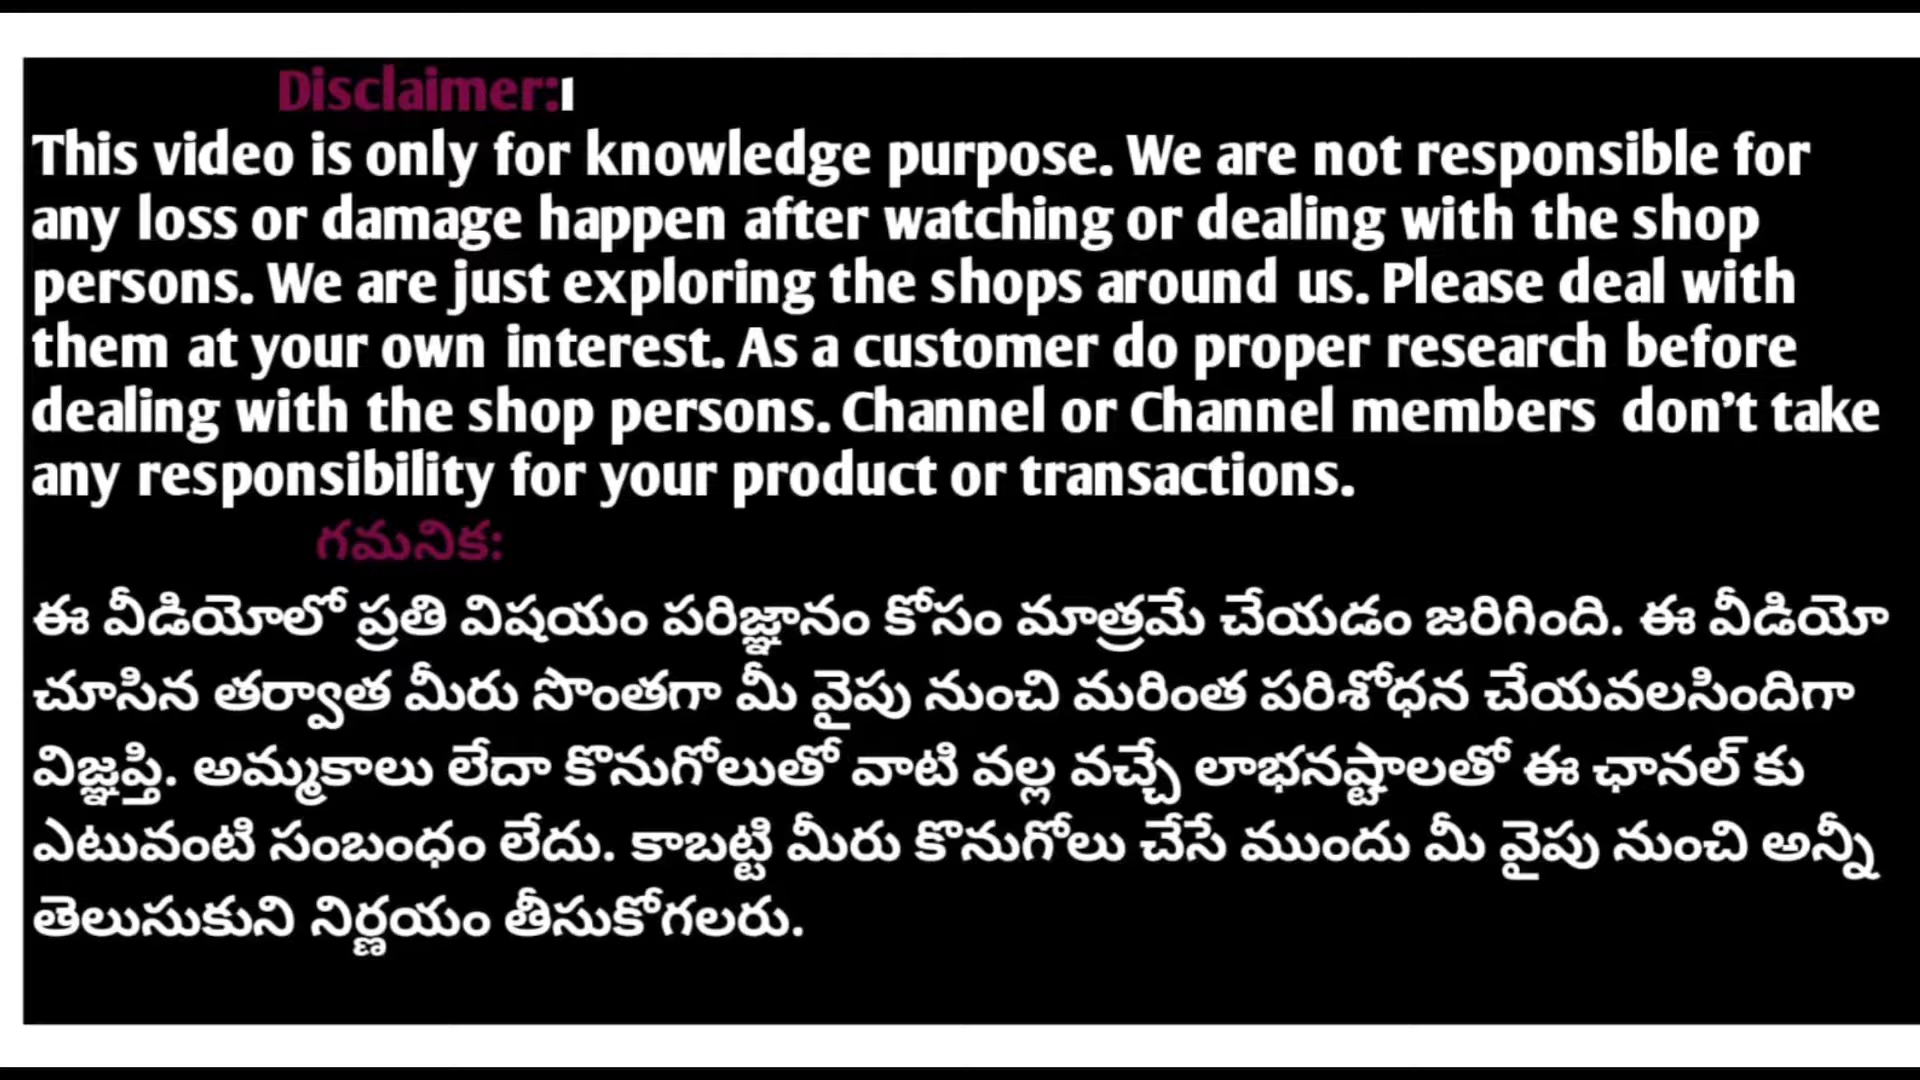 Disclaimer:
This video is only for knowledge purpose. We are not responsible for
any loss or damage happen after watching or dealing with the shop
persons. We are just exploring the shops around us. Please deal with
them at your own interest. As a customer do proper research before
dealing with the shop persons. Channel or Channel members don't take
any responsibility for your product or transactions.
గమనిక:
ఈ వీడియోలో ప్రతి విషయం పరిజ్ఞానం కోసం మాత్రమే చేయడం జరిగింది. ఈ వీడియో
చూసిన తర్వాత మీరు సొంతగా మీ వైపు నుంచి మరింత పరిశోధన చేయవలసిందిగా
విజ్ఞప్తి. అమ్మకాలు లేదా కొనుగోలుతో వాటి వల్ల వచ్చే లాభనష్టాలతో ఈ ఛానల్ కు
ఎటువంటి సంబంధం లేదు. కాబట్టి మీరు కొనుగోలు చేసే ముందు మీ వైపు నుంచి అన్నీ
తెలుసుకుని నిర్ణయం తీసుకోగలరు.